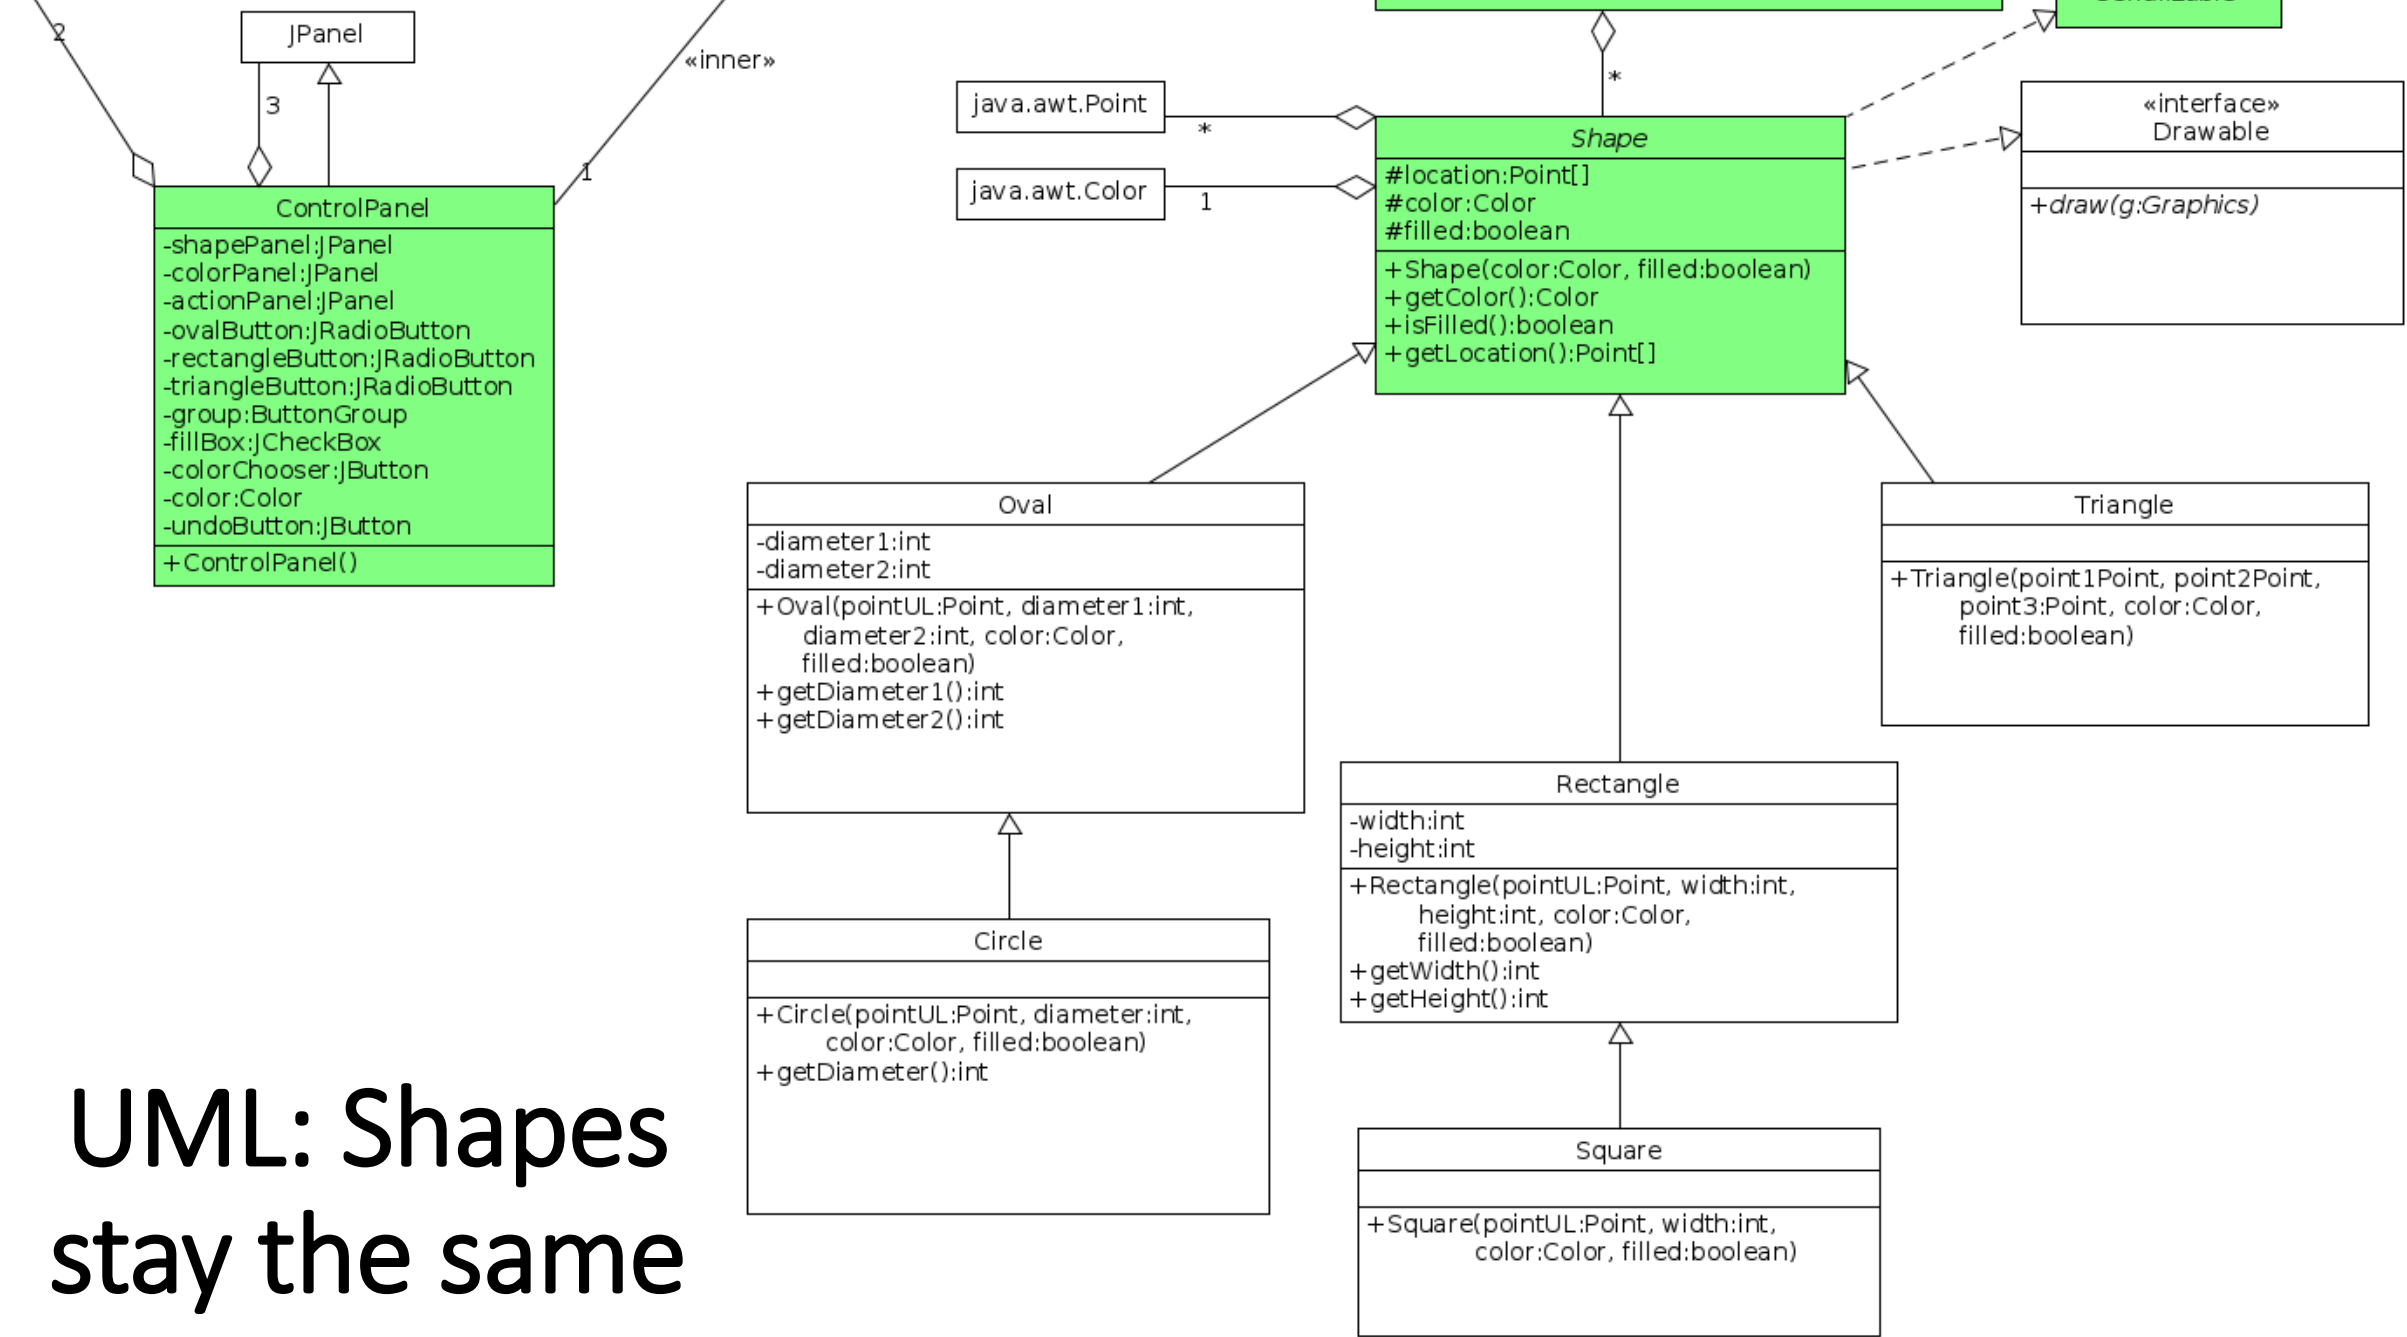 2
JPanel
3
«inner»
1
ControlPanel
-shapePanel:JPanel
-colorPanel:JPanel
-actionPanel:JPanel
-ovalButton:JRadioButton
-rectangleButton:JRadioButton
-triangleButton:JRadioButton
-group:ButtonGroup
-fillBox:JCheckBox
-colorChooser:JButton
-color:Color
-undoButton:JButton
+ControlPanel()
*
java.awt.Point
*
java.awt.Color
1
Shape
#location:Point[]
#color:Color
#filled:boolean
+Shape(color:Color, filled:boolean)
+getColor():Color
+isFilled():boolean
+getLocation():Point[]
«interface»
Drawable
+draw(g:Graphics)
Oval
-diameter1:int
-diameter2:int
+Oval(pointUL:Point, diameter1:int,
diameter2:int, color:Color,
filled:boolean)
+getDiameter1():int
+getDiameter2():int
Triangle
+Triangle(point1Point, point2Point,
point3:Point, color:Color,
filled:boolean)
Rectangle
-width:int
-height:int
+Rectangle(pointUL:Point, width:int,
height:int, color:Color,
filled:boolean)
+getWidth():int
+getHeight():int
Circle
+Circle(pointUL:Point, diameter:int,
color:Color, filled:boolean)
+getDiameter():int
Square
+Square(pointUL:Point, width:int,
color:Color, filled:boolean)
UML: Shapes
stay the same